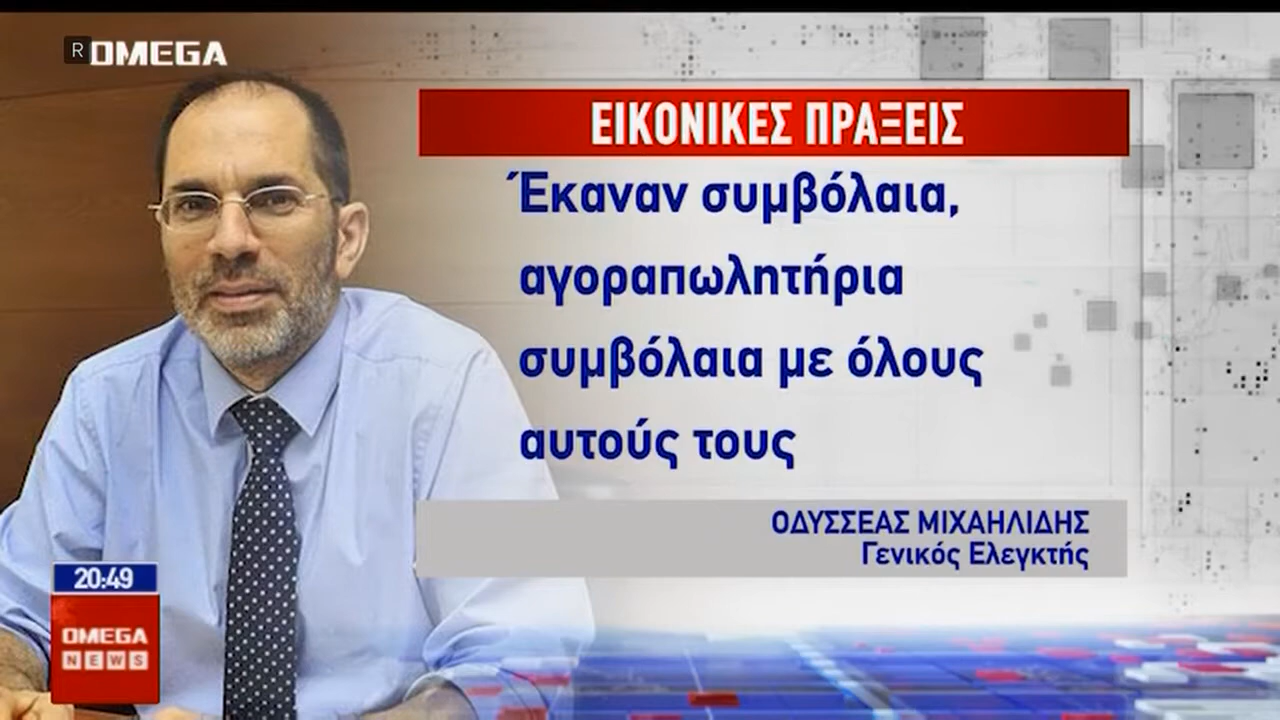 R OMEGA
ΕΙΚΟΝΙΚΕΣ ΠΡΑΞΕΙΣ
Έκαναν συμβόλαια,
αγοραπωλητήρια
συμβόλαια με όλους
αυτούς τους
ΟΔΥΣΣΕΑΣ ΜΙΧΑΗΛΙΔΗΣ
Γενικός Ελεγκτής
20:49
OMEGA
NEWS